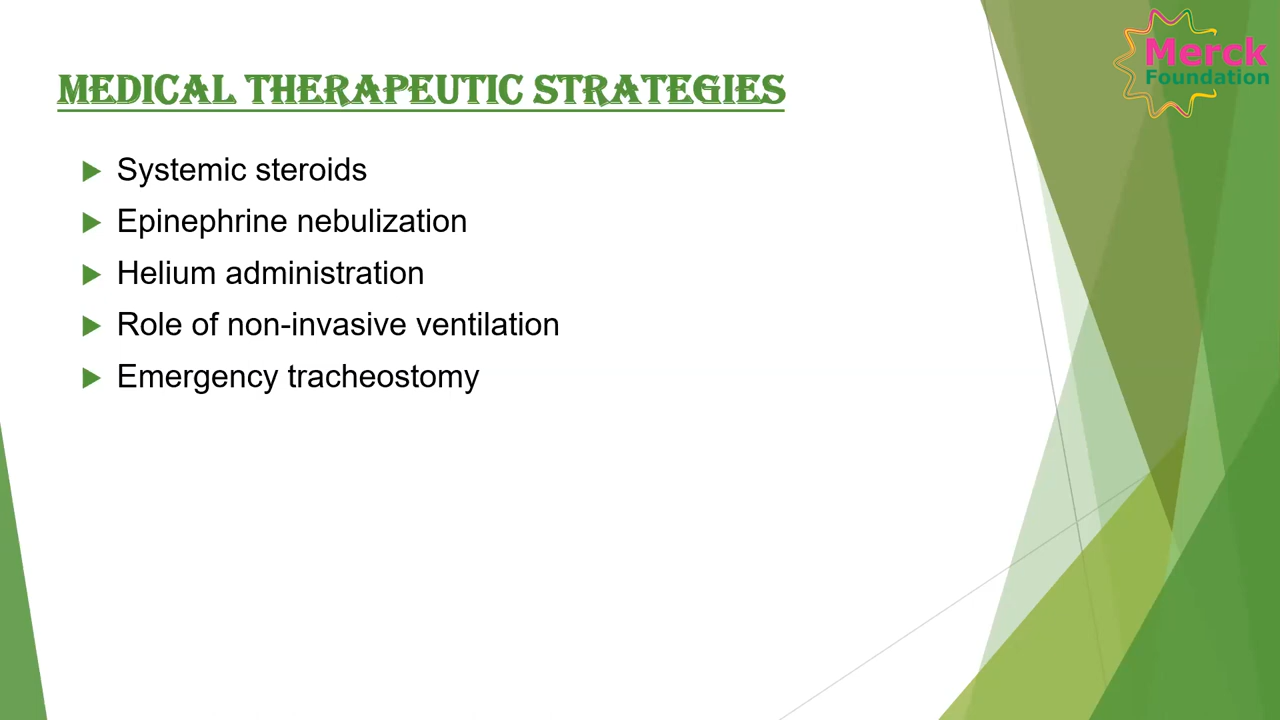 Merck
Foundation
MEDICAL THERAPEUTIC STRATEGIES
Systemic steroids
Epinephrine nebulization
Helium administration
Role of non-invasive ventilation
Emergency tracheostomy